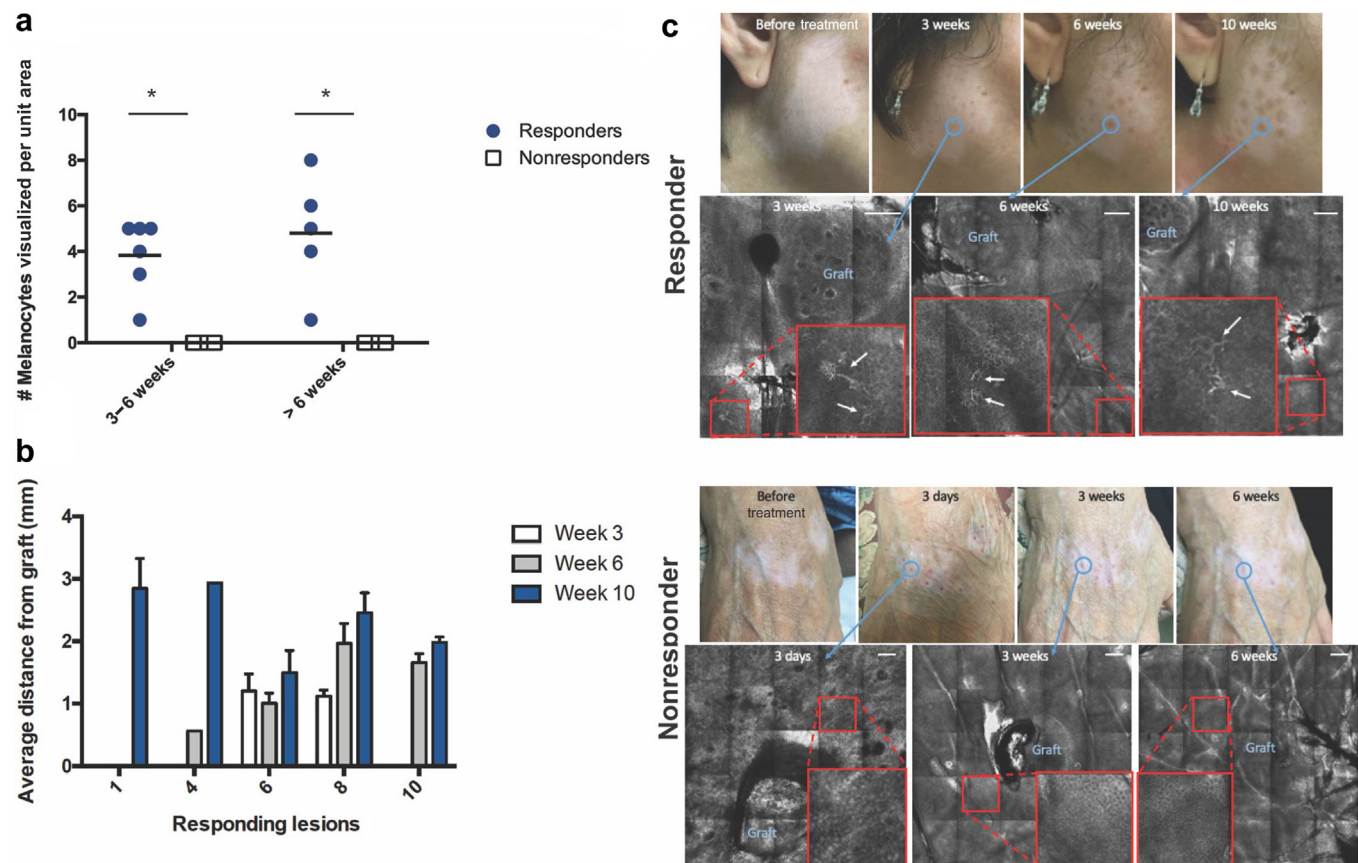 a
# Melanocytes visualized per unit area
10
8
6
4
2
0
*
*
3–6 weeks
> 6 weeks
Responders
Nonresponders
b
Average distance from graft (mm)
4
3
2
1
0
1
4
6
8
10
Responding lesions
Week 3
Week 6
Week 10
c
Responder
Before treatment
3 weeks
6 weeks
10 weeks
3 weeks
6 weeks
10 weeks
Graft
Graft
Graft
Nonresponder
Before
treatment
3 days
3 weeks
6 weeks
3 days
3 weeks
6 weeks
Graft
Graft
Graft